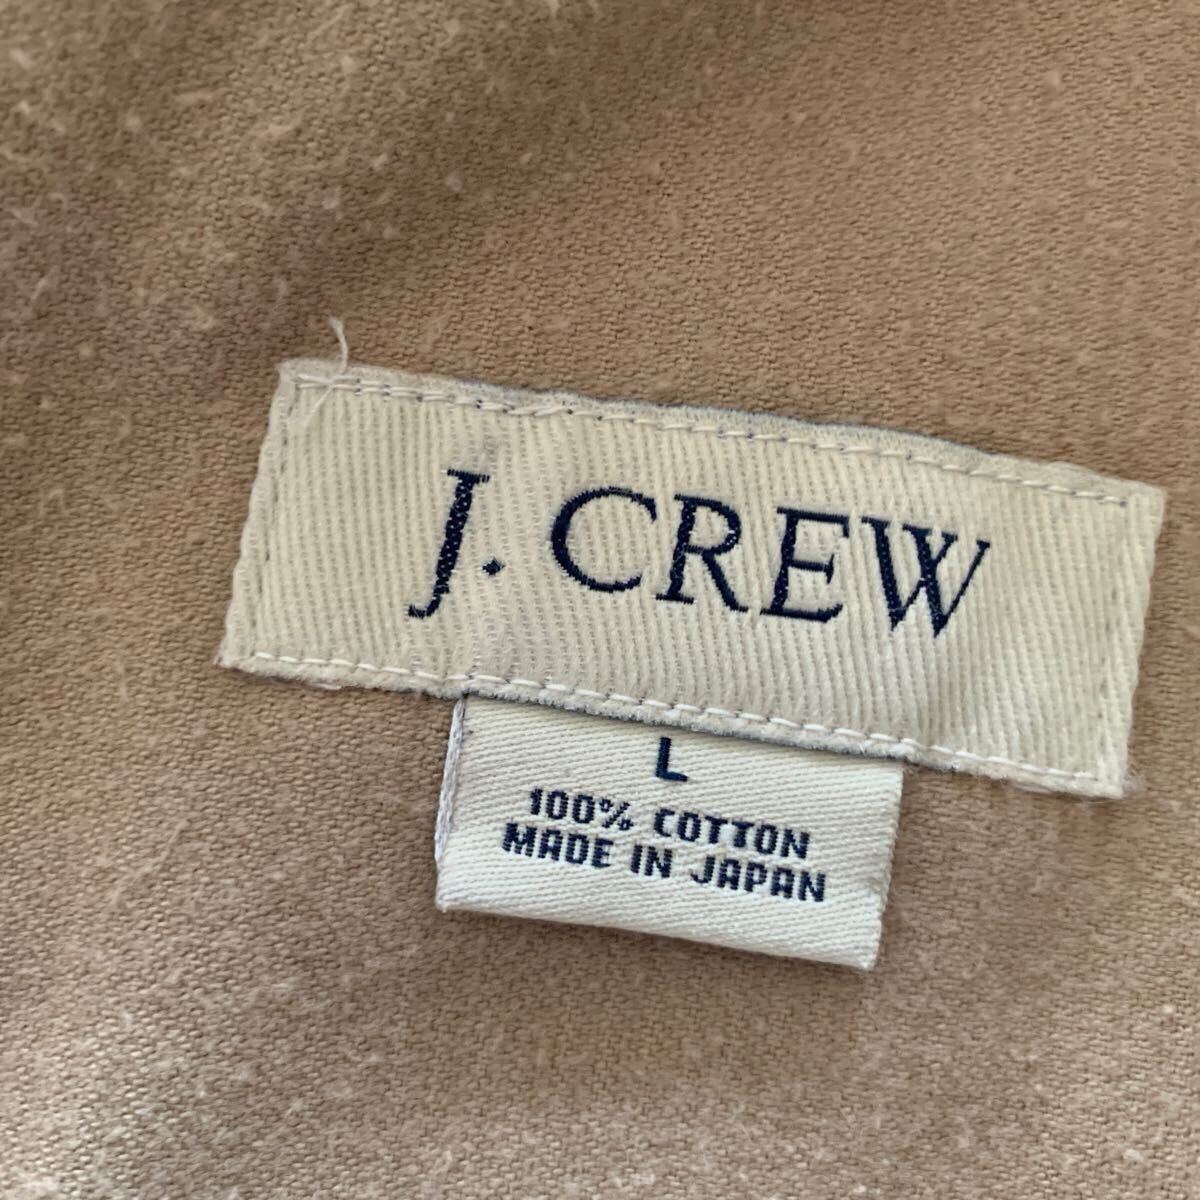 J. CREW
L
100% COTTON
MADE IN JAPAN